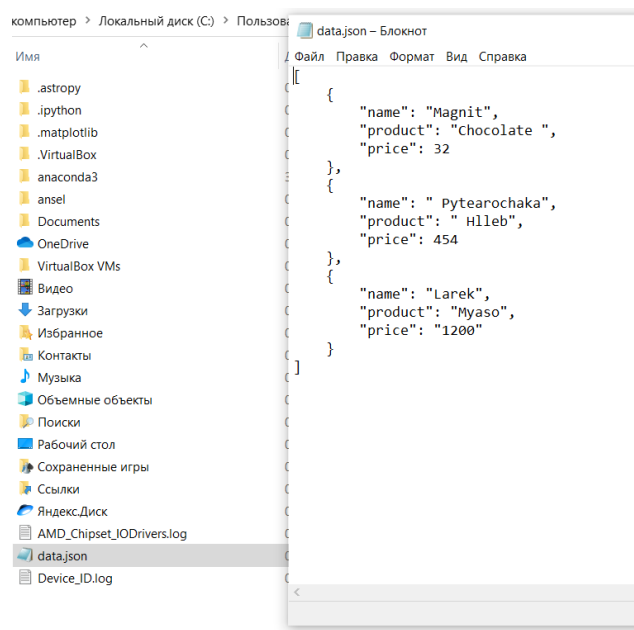 компьютер > Локальный диск (C:) > Пользова
Имя
.astropy
.ipython
.matplotlib
.VirtualBox
anaconda3
ansel
Documents
OneDrive
VirtualBox VMs
Видео
Загрузки
Избранное
Контакты
Музыка
Объемные объекты
Поиски
Рабочий стол
Сохраненные игры
Ссылки
Яндекс.Диск
AMD_Chipset_IODrivers.log
data.json
Device_ID.log
data.json – Блокнот
Файл Правка Формат Вид Справка
[
    {
        "name": "Magnit",
        "product": "Chocolate ",
        "price": 32
    },
    {
        "name": " Pytearochaka",
        "product": " Hlleb",
        "price": 454
    },
    {
        "name": "Larek",
        "product": "Myaso",
        "price": "1200"
    }
]